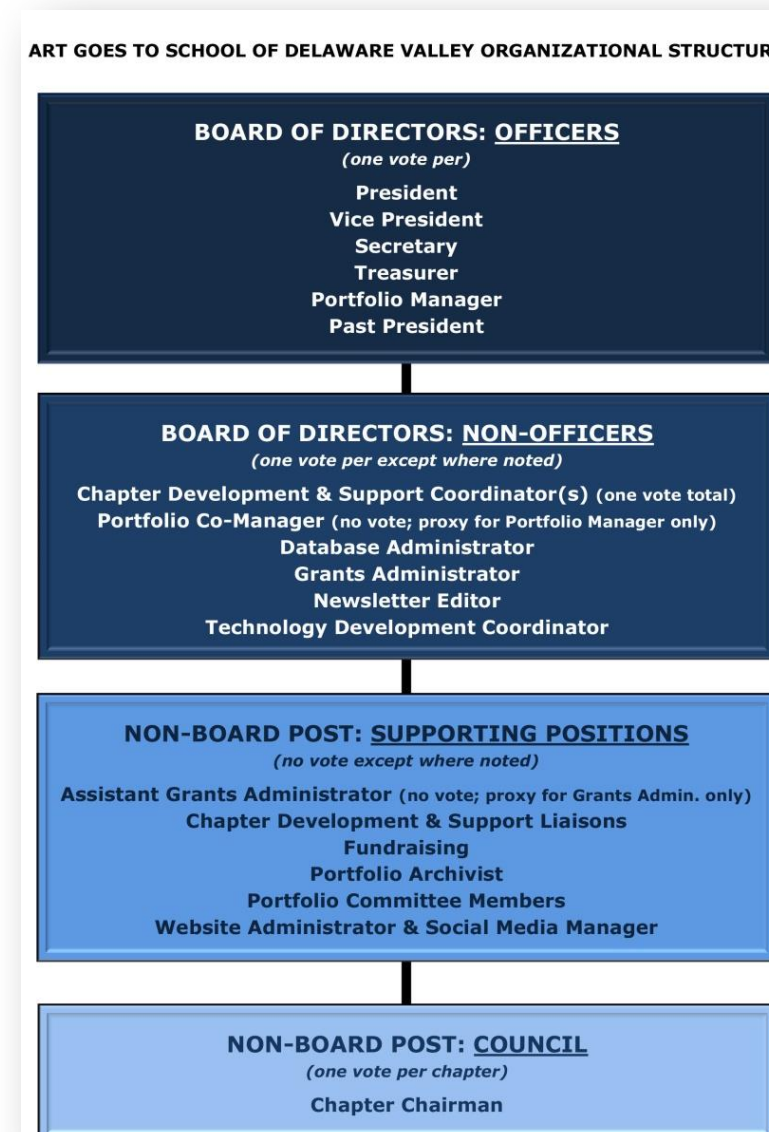 ART GOES TO SCHOOL OF DELAWARE VALLEY ORGANIZATIONAL
BOARD OF DIRECTORS: OFFICERS
(one vote per)
President
Vice President
Secretary
Treasurer
Portfolio Manager
Past President
BOARD OF DIRECTORS: NON-OFFICERS
(one vote per except where noted)
Chapter Development & Support Coordinator(s) (one vote total)
Portfolio Co-Manager (no vote; proxy for Portfolio Manager only)
Database Administrator
Grants Administrator
Newsletter Editor
Technology Development Coordinator
NON-BOARD POST: SUPPORTING POSITIONS
(no vote except where noted)
Assistant Grants Administrator (no vote; proxy for Grants Admin. only)
Chapter Development & Support Liaisons
Fundraising
Portfolio Archivist
Portfolio Committee Members
Website Administrator & Social Media Manager
NON-BOARD POST: COUNCIL
(one vote per chapter)
Chapter Chairman